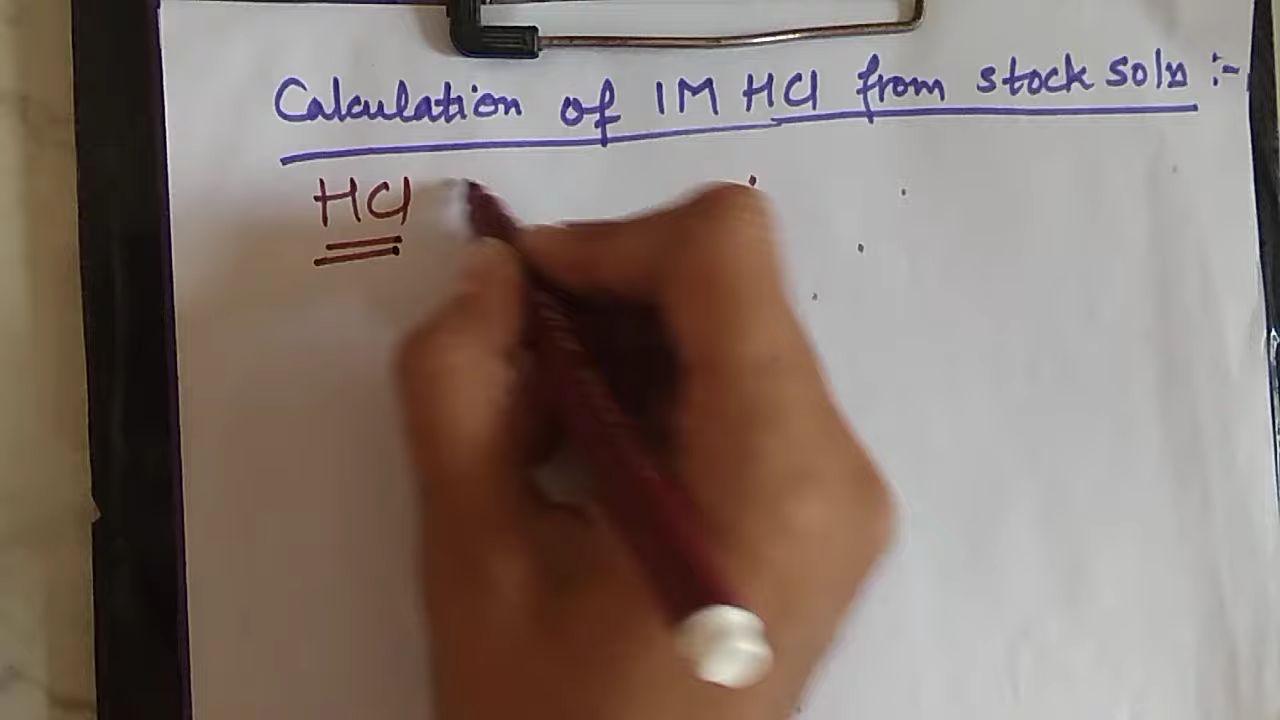 Calculation of 1M HCl from stock soln :-
HCl